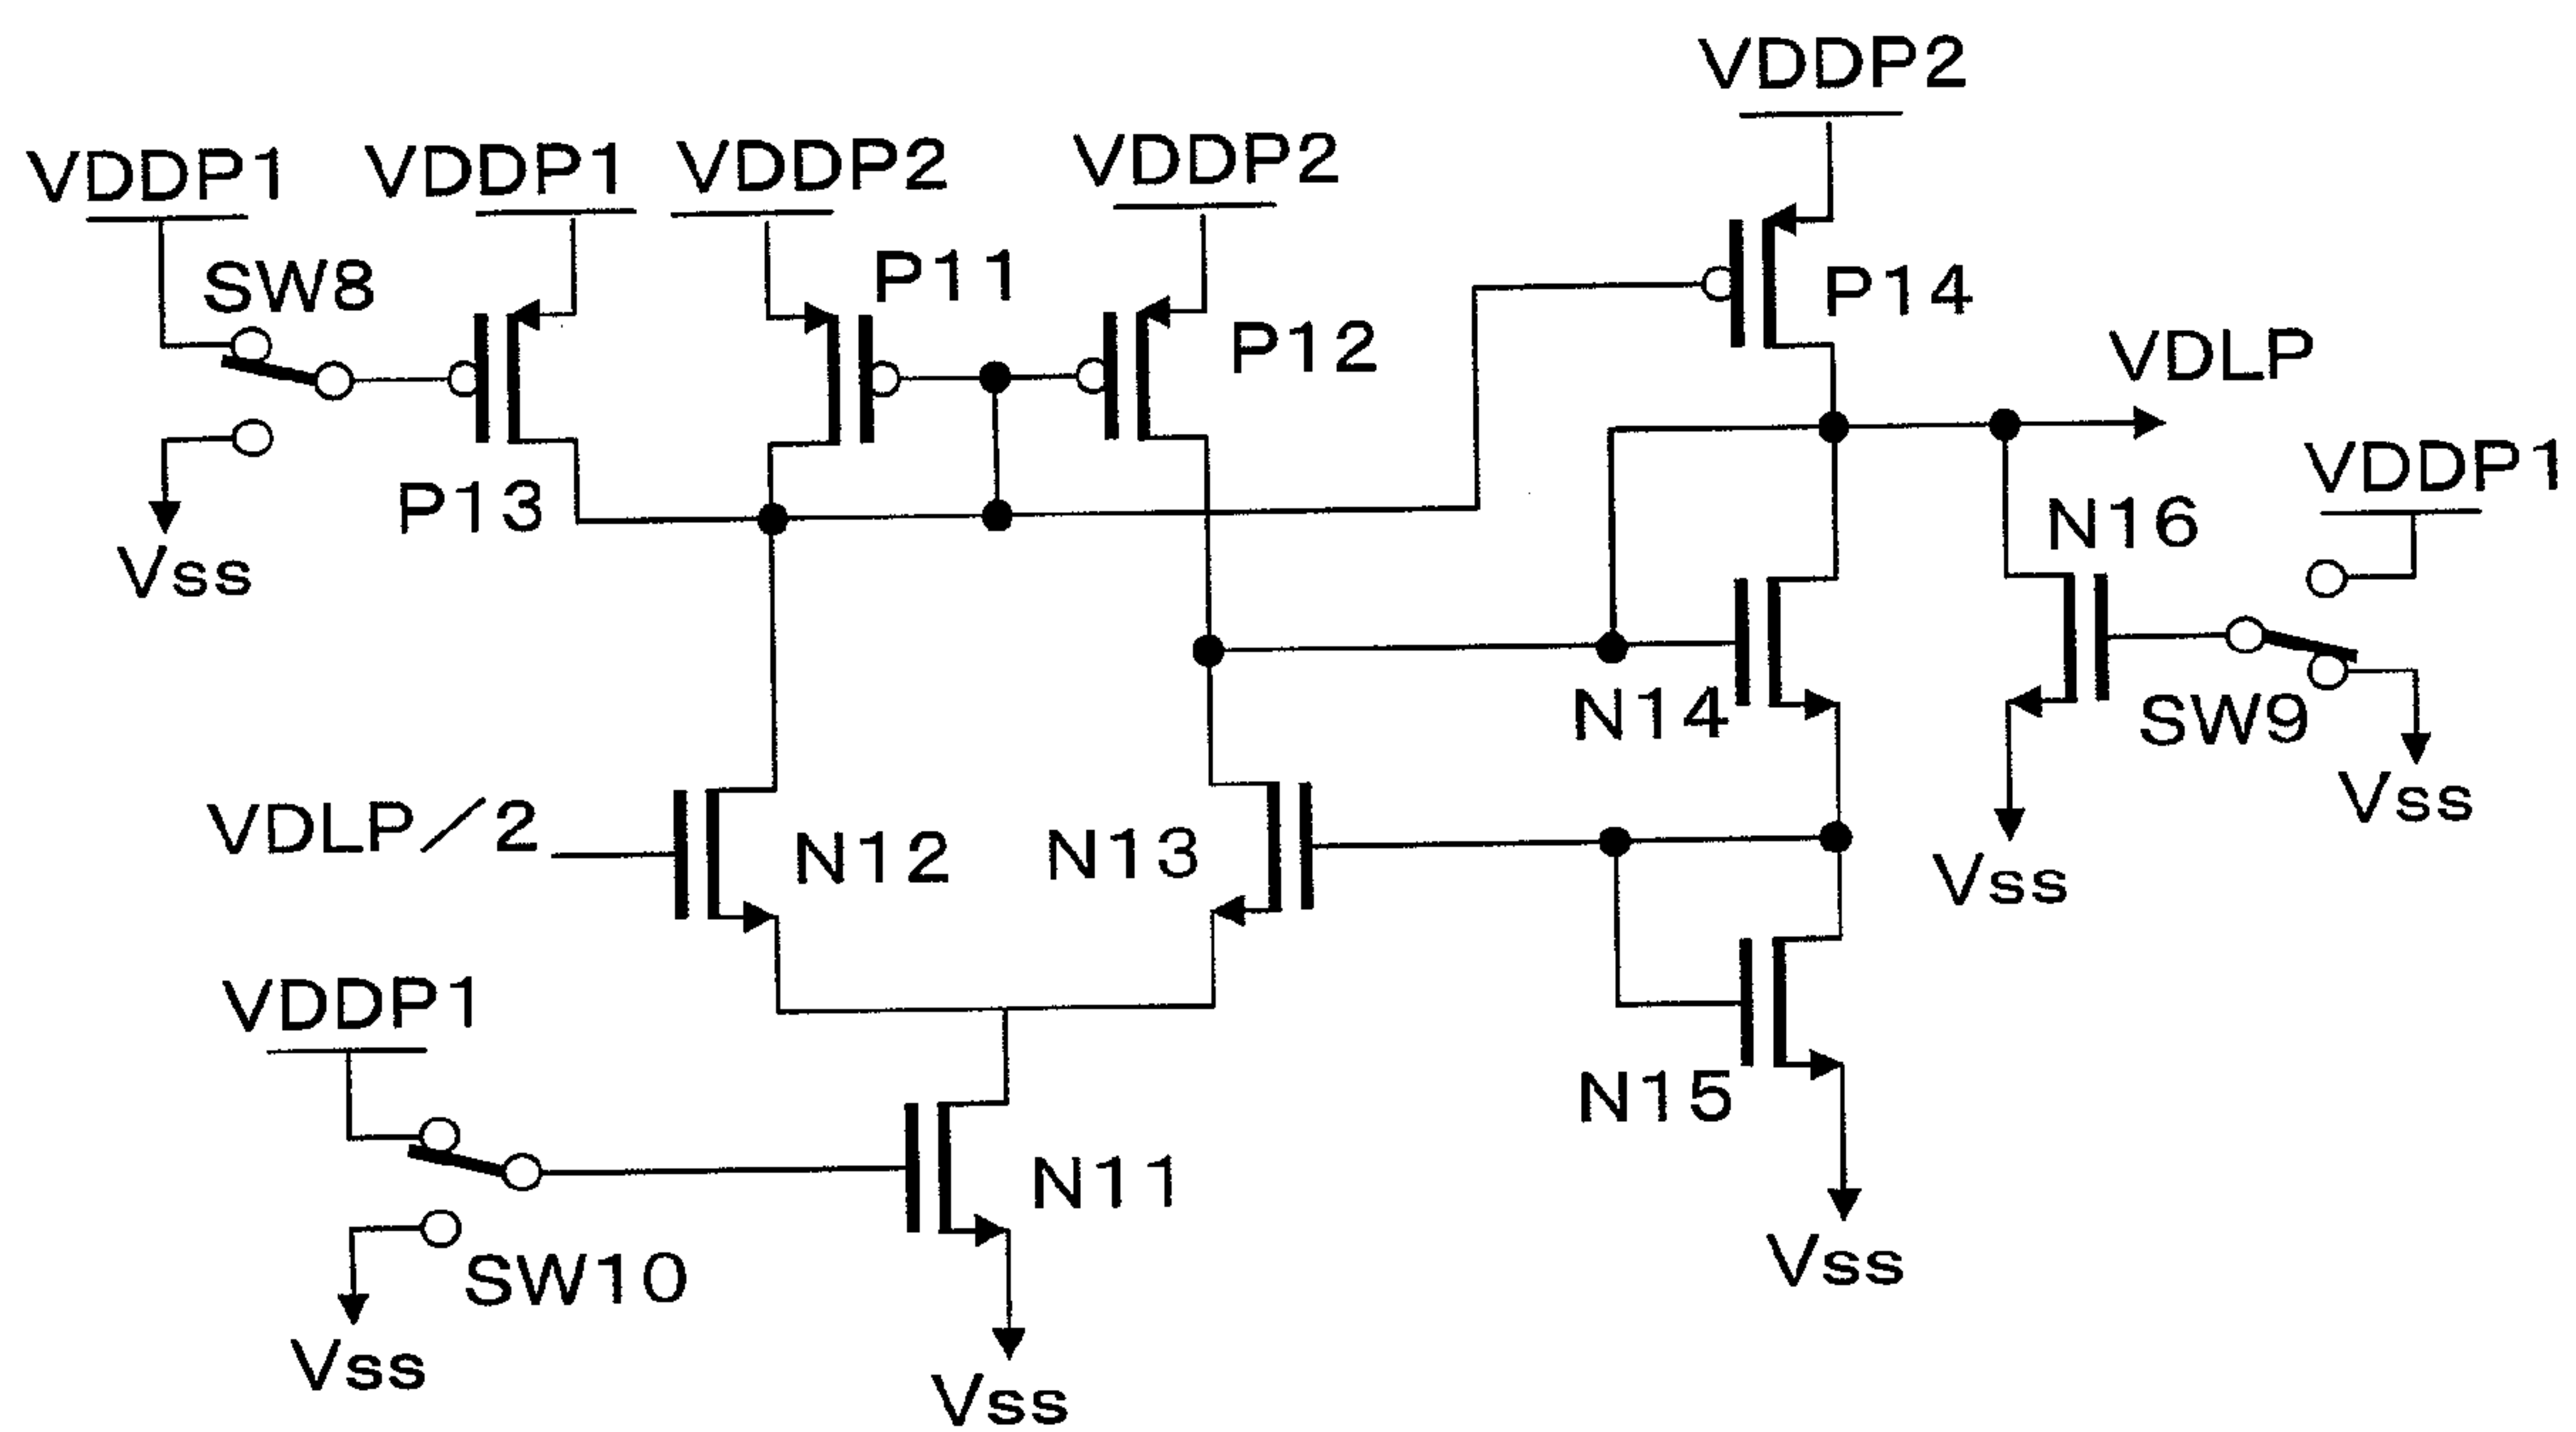 VDDP2
VDDP1
VDDP1
VDDP2
VDDP2
SW8
P11
P12
P14
VDLP
VDDP1
P13
N16
Vss
N14
SW9
Vss
VDLP/2
N12
N13
Vss
VDDP1
N15
N11
SW10
Vss
Vss
Vss